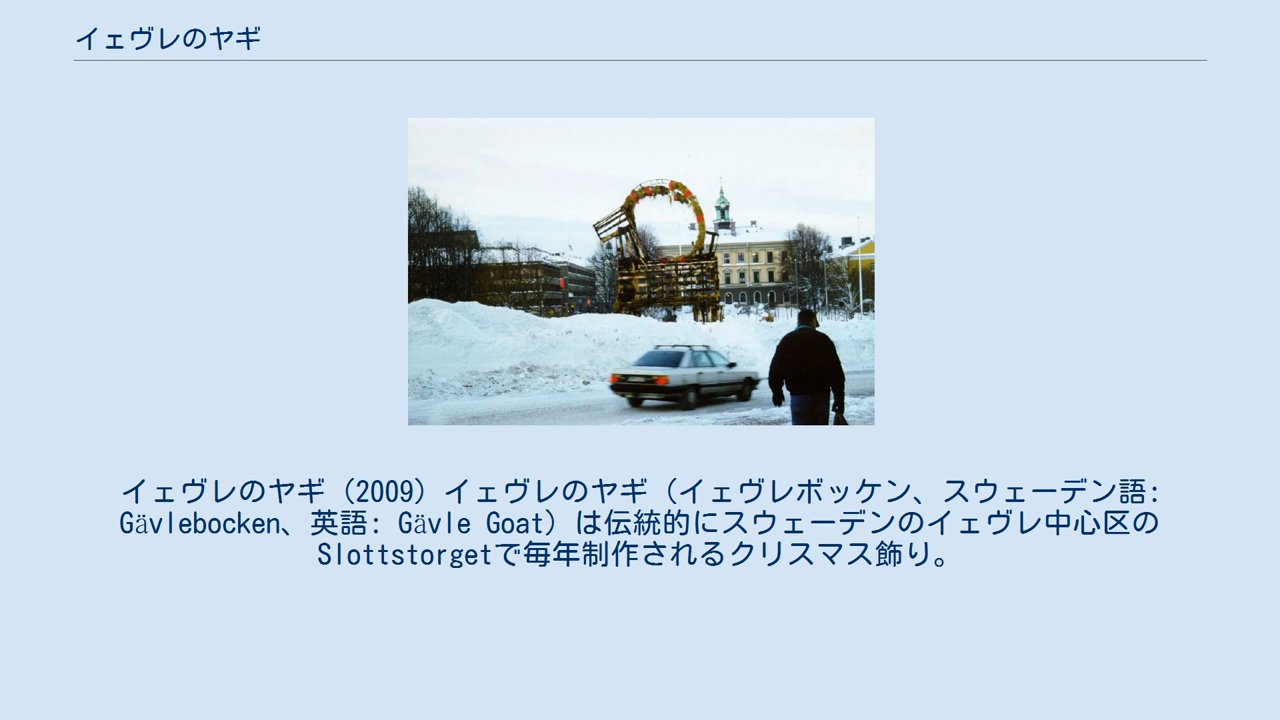 イェヴレのヤギ
イェヴレのヤギ（2009）イェヴレのヤギ（イェヴレボッケン、スウェーデン語:
Gävlebocken、英語: Gävle Goat）は伝統的にスウェーデンのイェヴレ中心区の
Slottstorgetで毎年制作されるクリスマス飾り。